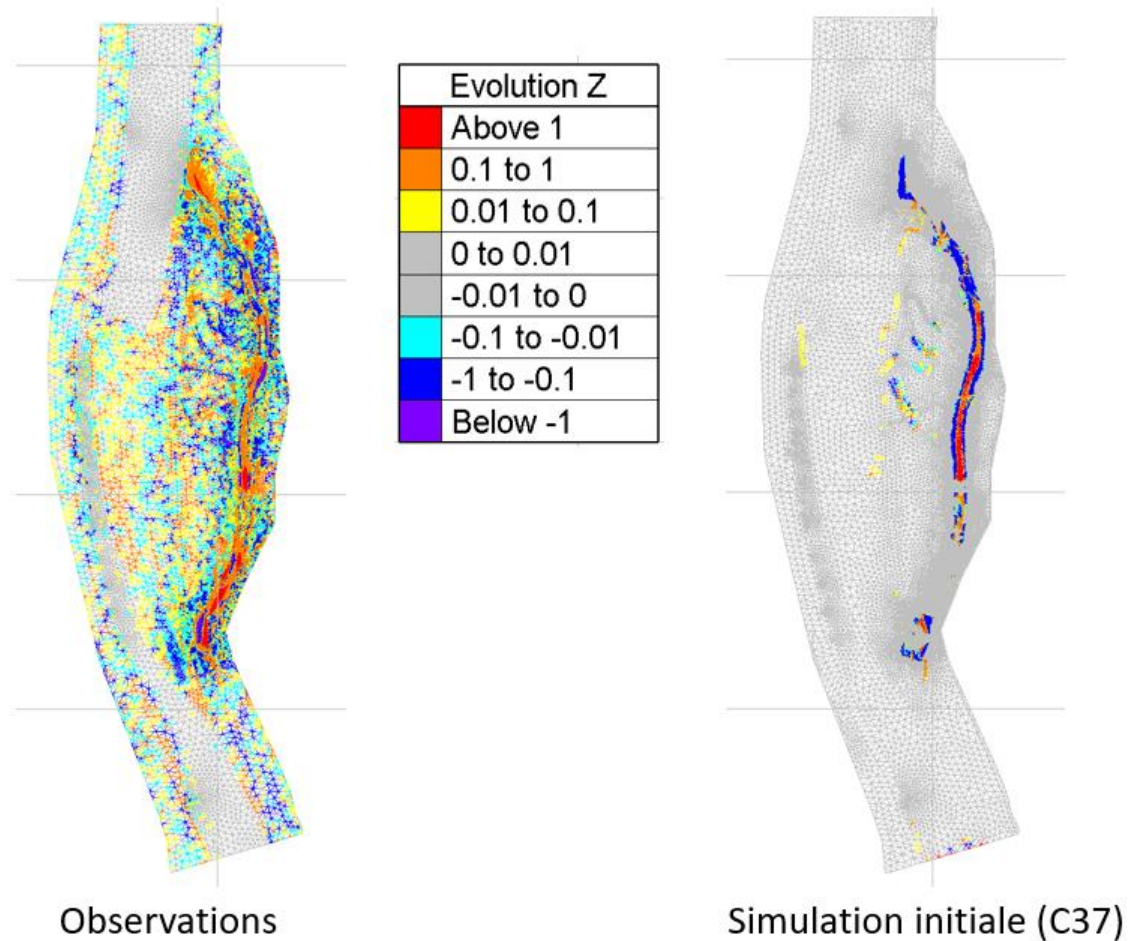 Evolution Z
Above 1
0.1 to 1
0.01 to 0.1
0 to 0.01
-0.01 to 0
-0.1 to -0.01
-1 to -0.1
Below -1
Observations
Simulation initiale (C37)